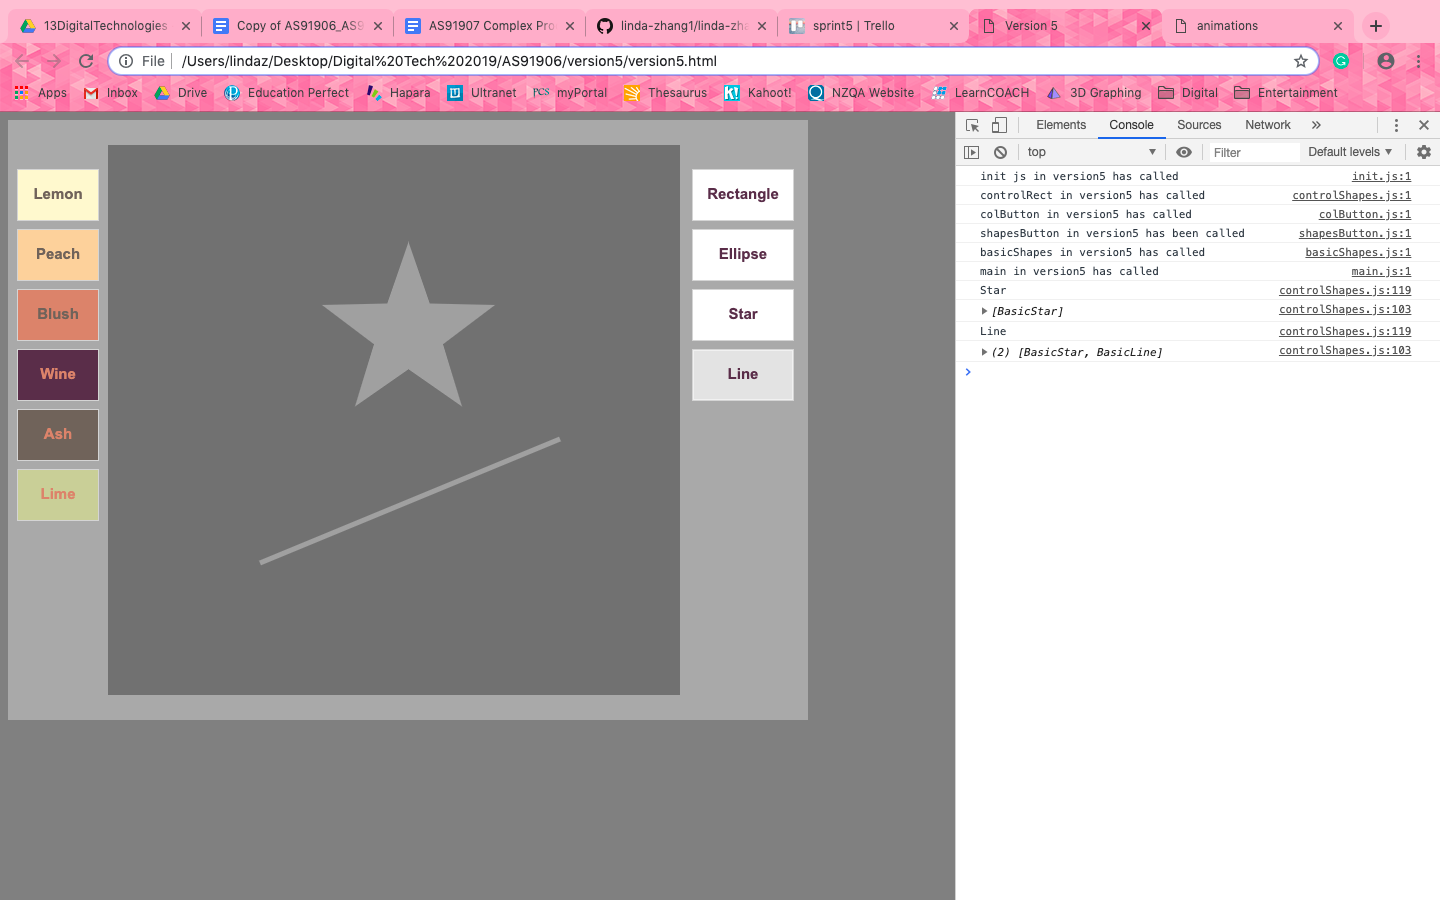 13DigitalTechnologies
Copy of AS91906_AS9
AS91907 Complex Pro
linda-zhang1/linda-zha
sprint5 | Trello
Version 5
animations
File
/Users/lindaz/Desktop/Digital%20Tech%202019/AS91906/version5/version5.html
Apps
Inbox
Drive
Education Perfect
Hapara
Ultranet
PCS myPortal
Thesaurus
Kahoot!
NZQA Website
LearnCOACH
3D Graphing
Digital
Entertainment
Lemon
Peach
Blush
Wine
Ash
Lime
Rectangle
Ellipse
Star
Line
Elements Console Sources Network »
top Filter Default levels
init js in version5 has called init.js:1
controlRect in version5 has called controlShapes.js:1
colButton in version5 has called colButton.js:1
shapesButton in version5 has been called shapesButton.js:1
basicShapes in version5 has called basicShapes.js:1
main in version5 has called main.js:1
Star controlShapes.js:119
[BasicStar] controlShapes.js:103
Line controlShapes.js:119
(2) [BasicStar, BasicLine] controlShapes.js:103